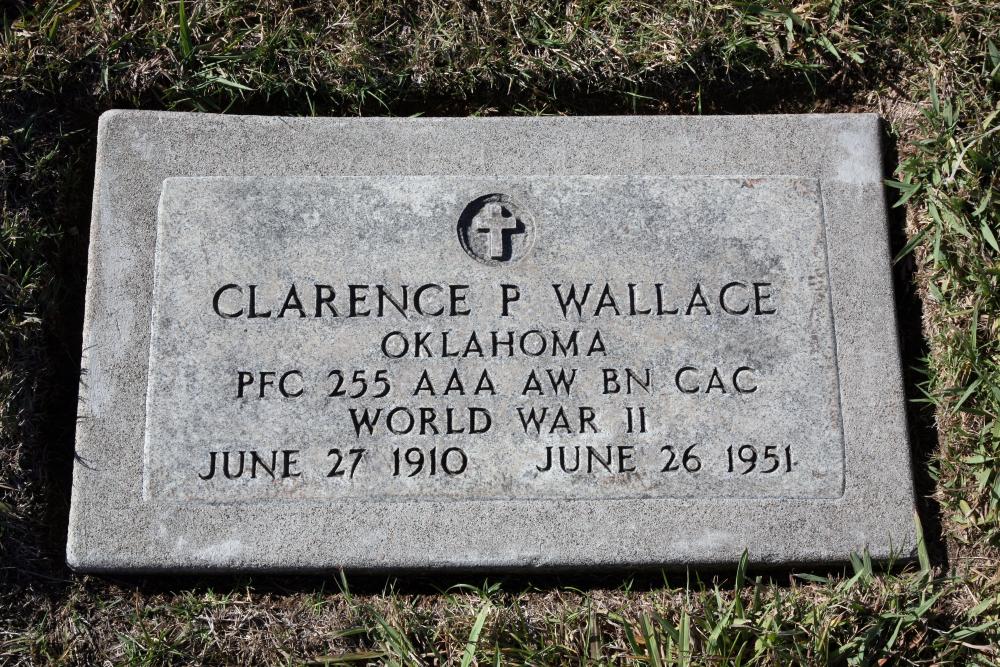 CLARENCE P WALLACE
OKLAHOMA
PFC 255 AAA AW BN CAC
WORLD WAR II
JUNE 27 1910 JUNE 26 1951